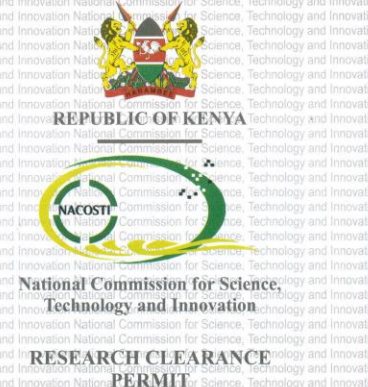 HARAMBEE
REPUBLIC OF KENYA
NACOSTI
National Commission for Science,
Technology and Innovation
RESEARCH CLEARANCE
PERMIT